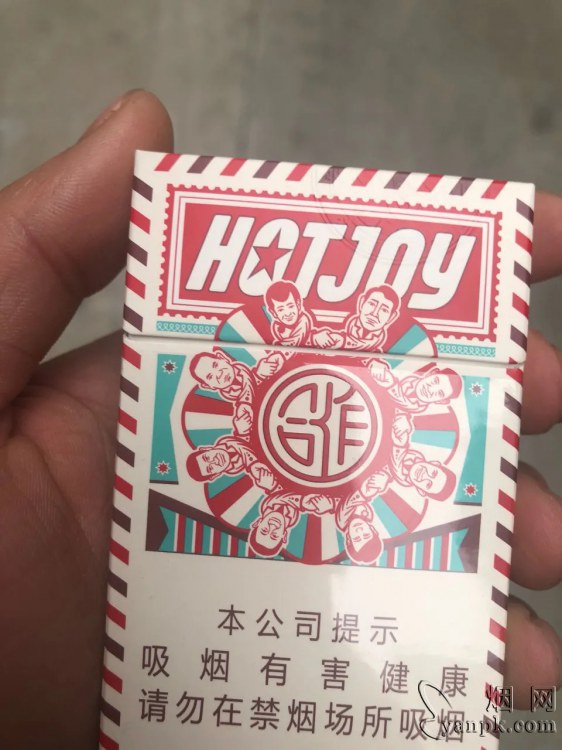 HOTJOY
本公司提示
吸烟有害健康
请勿在禁烟场所吸烟
烟网
yanpk.com